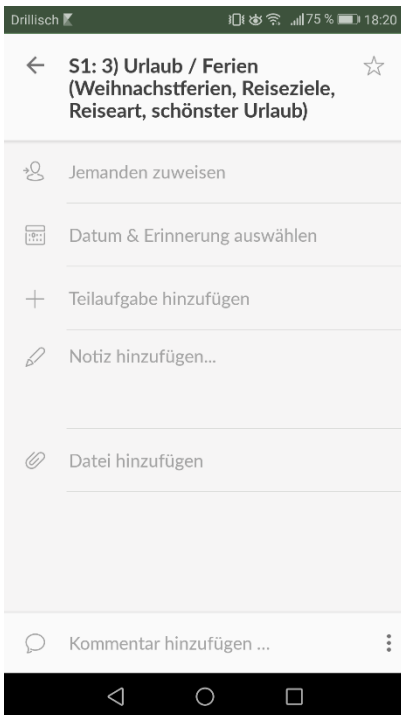 Drillisch 75 % 18:20
S1: 3) Urlaub / Ferien
(Weihnachstferien, Reiseziele,
Reiseart, schönster Urlaub)
Jemanden zuweisen
Datum & Erinnerung auswählen
Teilaufgabe hinzufügen
Notiz hinzufügen...
Datei hinzufügen
Kommentar hinzufügen ...